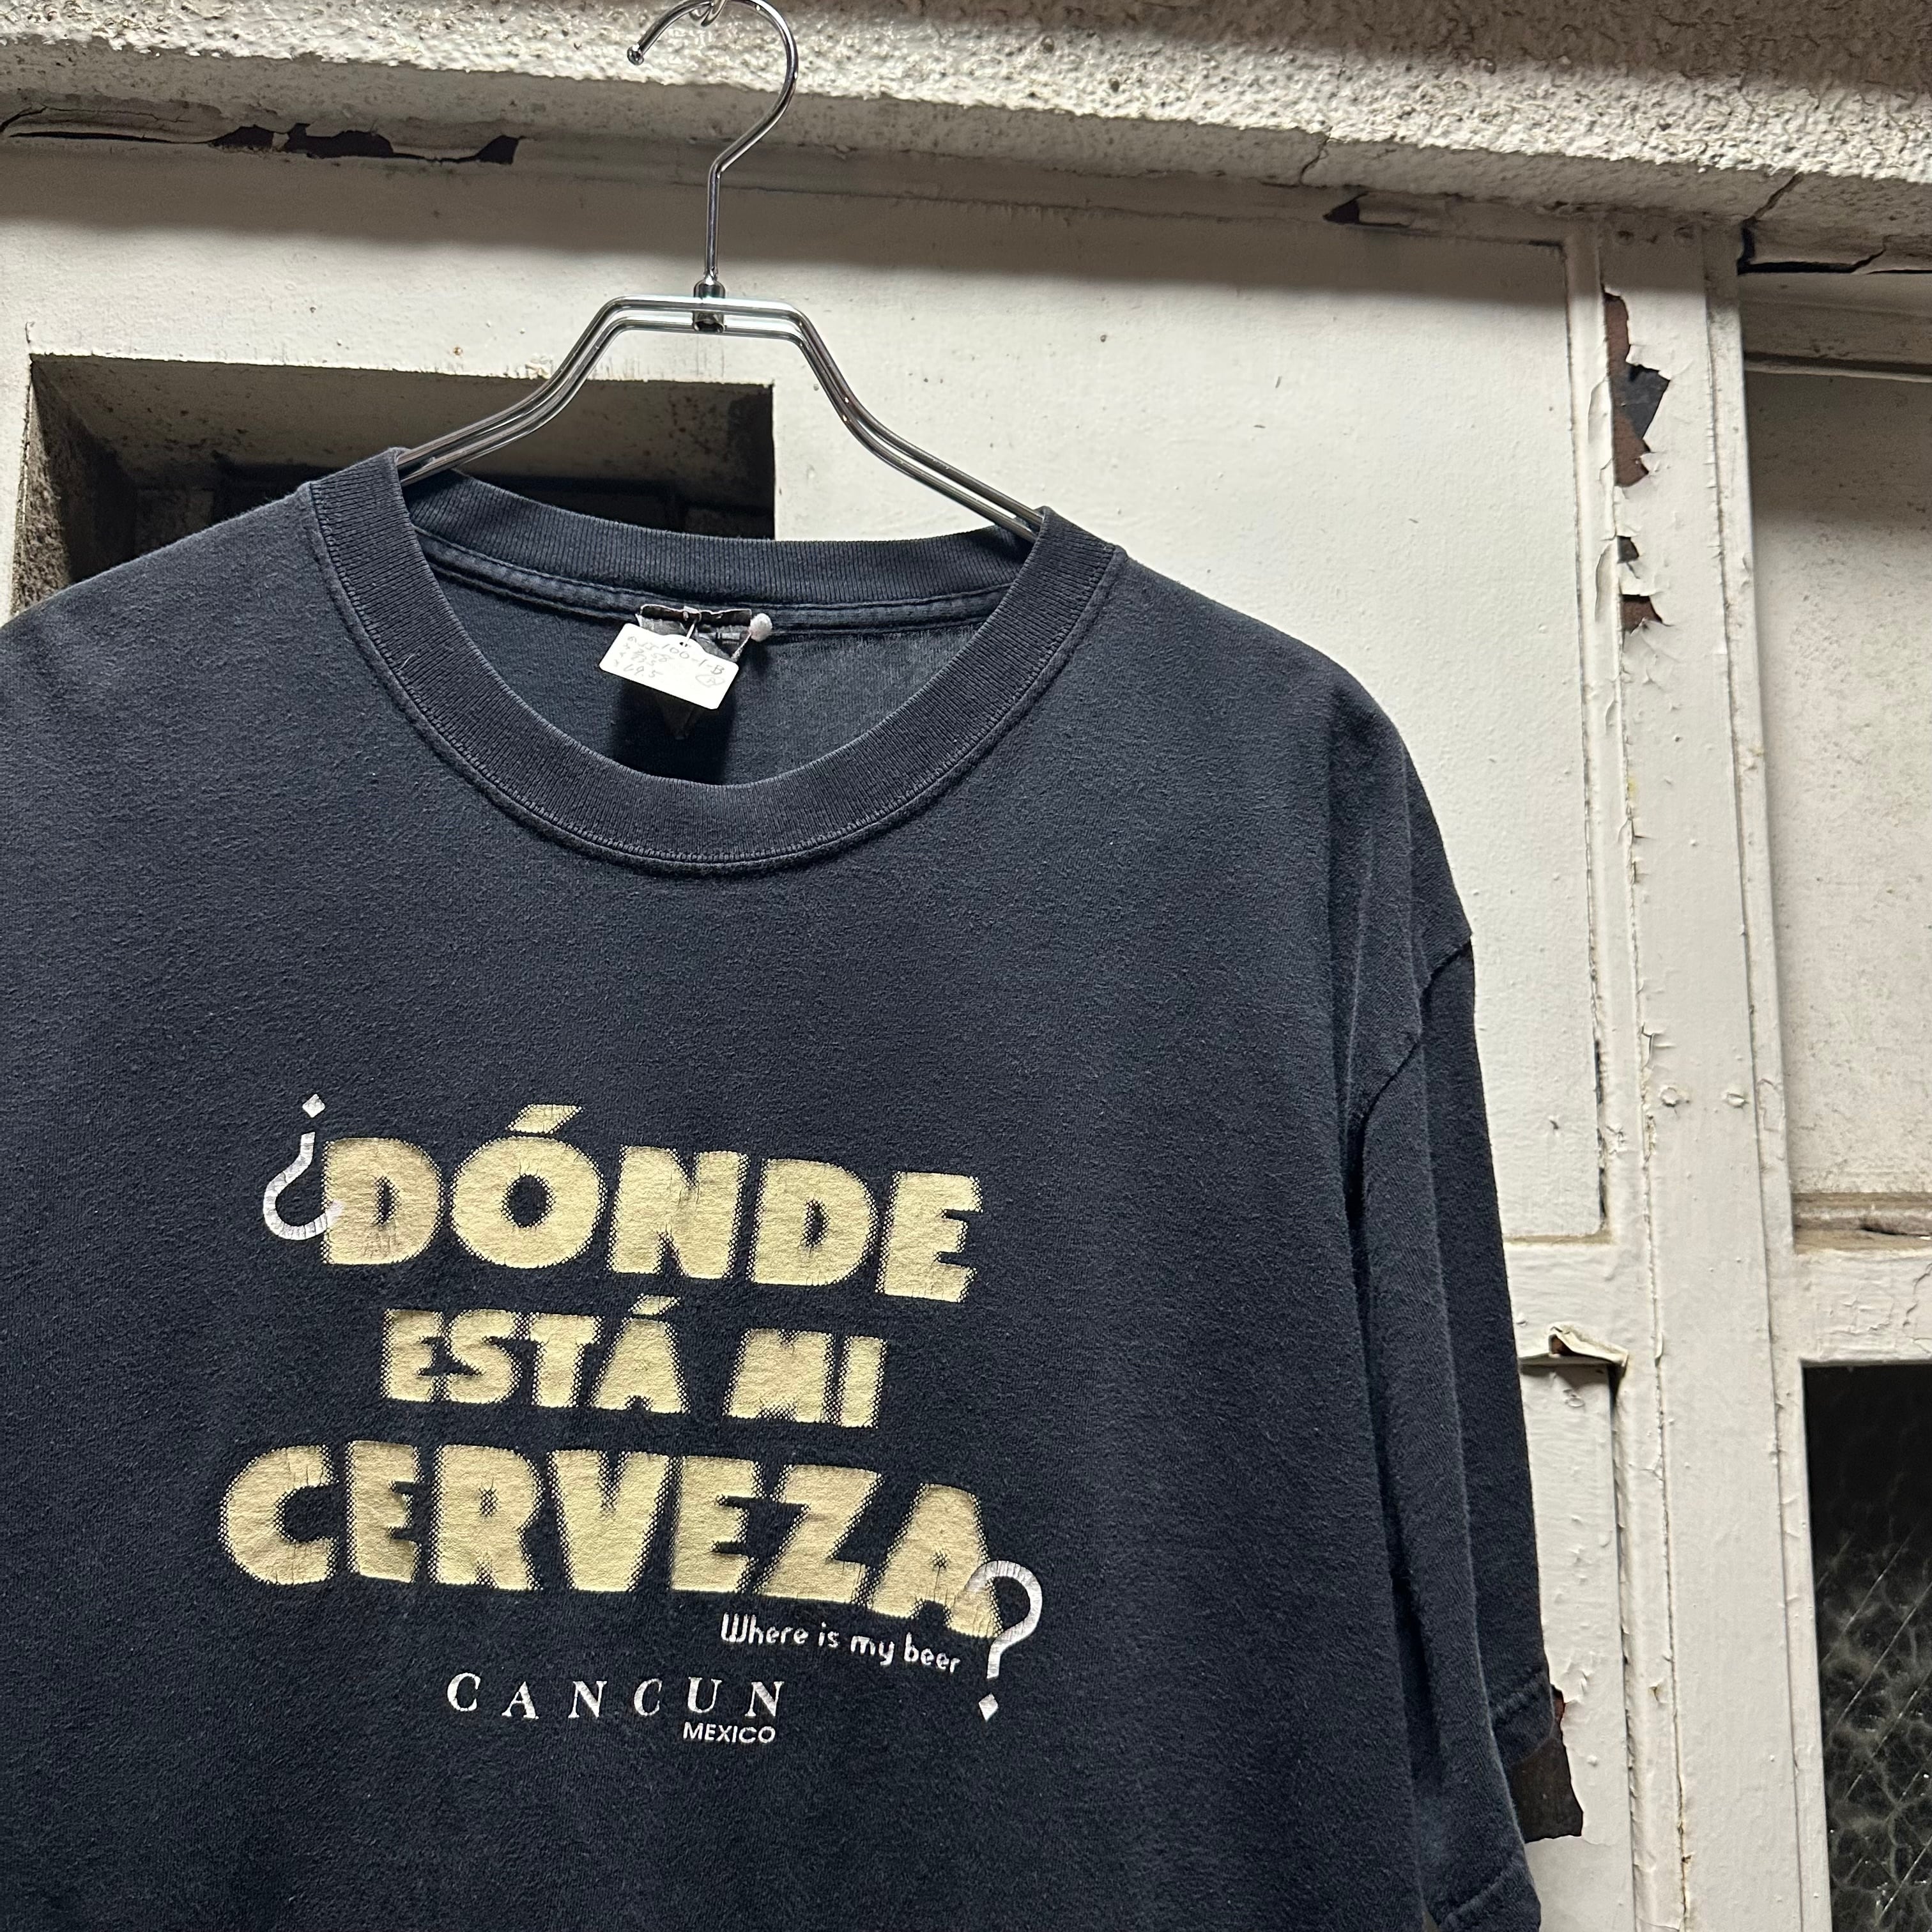 ¿DÓNDE
ESTÁ MI
CERVEZA?
Where is my beer
CANCUN
MEXICO